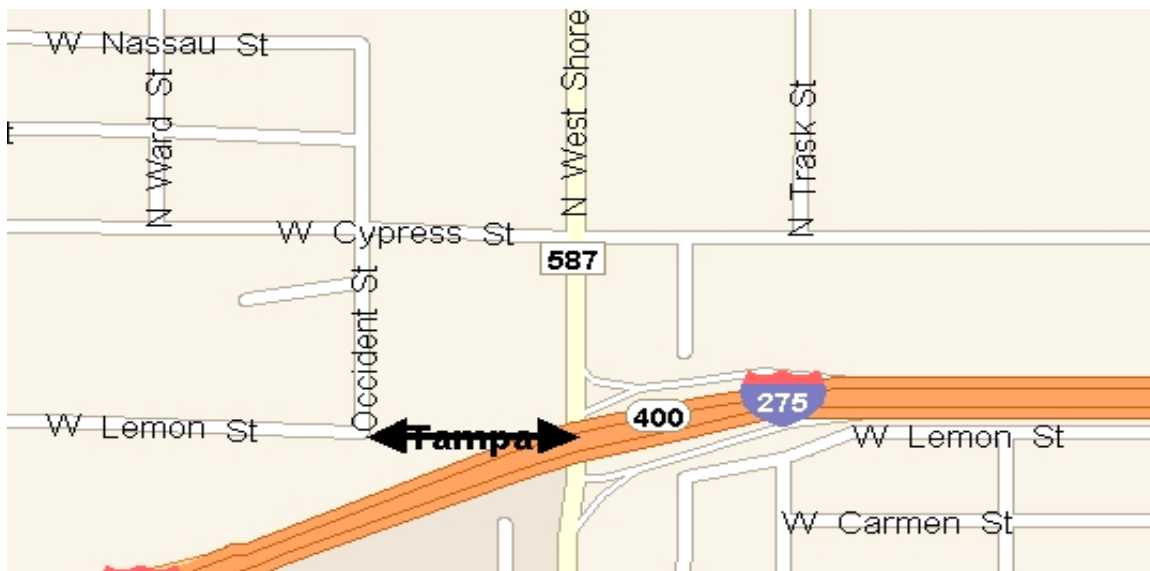 W Nassau St
N Ward St
N West Shore
N Trask St
W Cypress St
587
Occident St
275
400
W Lemon St
Tampa
W Lemon St
W Carmen St